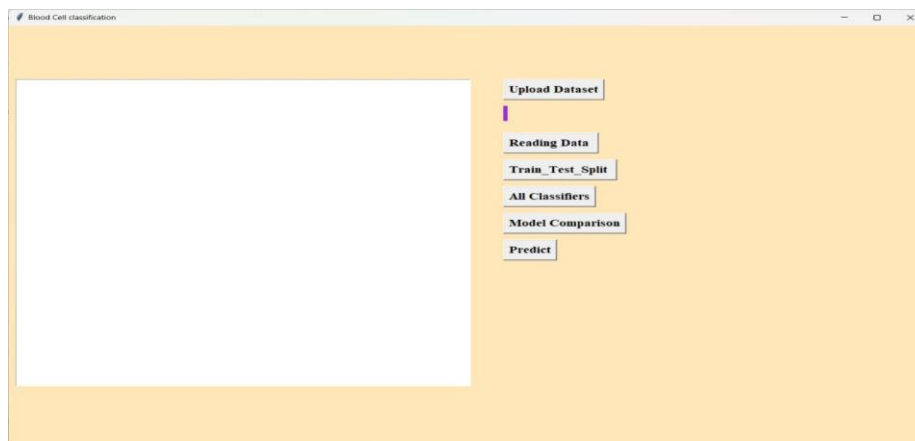 Blood Cell classification
Upload Dataset
Reading Data
Train_Test_Split
All Classifiers
Model Comparison
Predict